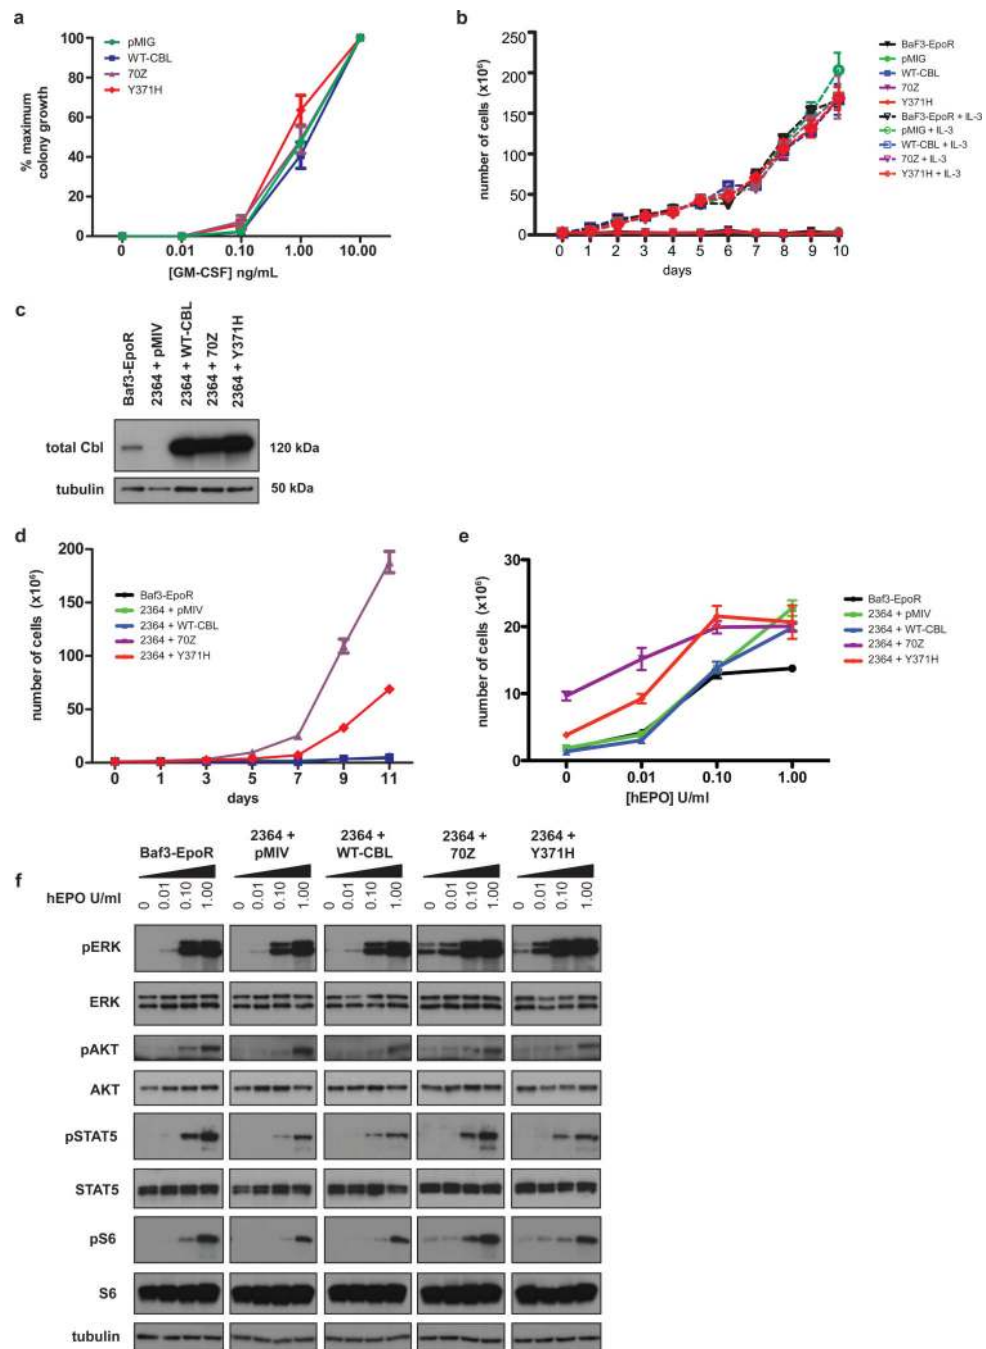 a
100
80
60
40
20
0
% maximum
colony growth
pMIG
WT-CBL
70Z
Y371H
0 0.01 0.10 1.00 10.00
[GM-CSF] ng/mL
b
250
200
150
100
50
0
number of cells (x10⁶)
0 1 2 3 4 5 6 7 8 9 10
days
BaF3-EpoR
pMIG
WT-CBL
70Z
Y371H
BaF3-EpoR + IL-3
pMIG + IL-3
WT-CBL + IL-3
70Z + IL-3
Y371H + IL-3
c
Baf3-EpoR
2364 + pMIV
2364 + WT-CBL
2364 + 70Z
2364 + Y371H
total Cbl 120 kDa
tubulin 50 kDa
d
200
150
100
50
0
number of cells (x10⁶)
Baf3-EpoR
2364 + pMIV
2364 + WT-CBL
2364 + 70Z
2364 + Y371H
0 1 3 5 7 9 11
days
e
30
20
10
0
number of cells (x10⁶)
0 0.01 0.10 1.00
[hEPO] U/ml
Baf3-EpoR
2364 + pMIV
2364 + WT-CBL
2364 + 70Z
2364 + Y371H
f
Baf3-EpoR
2364 +
pMIV
2364 +
WT-CBL
2364 +
70Z
2364 +
Y371H
hEPO U/ml 0 0.01 0.10 1.00 0 0.01 0.10 1.00 0 0.01 0.10 1.00 0 0.01 0.10 1.00 0 0.01 0.10 1.00
pERK
ERK
pAKT
AKT
pSTAT5
STAT5
pS6
S6
tubulin